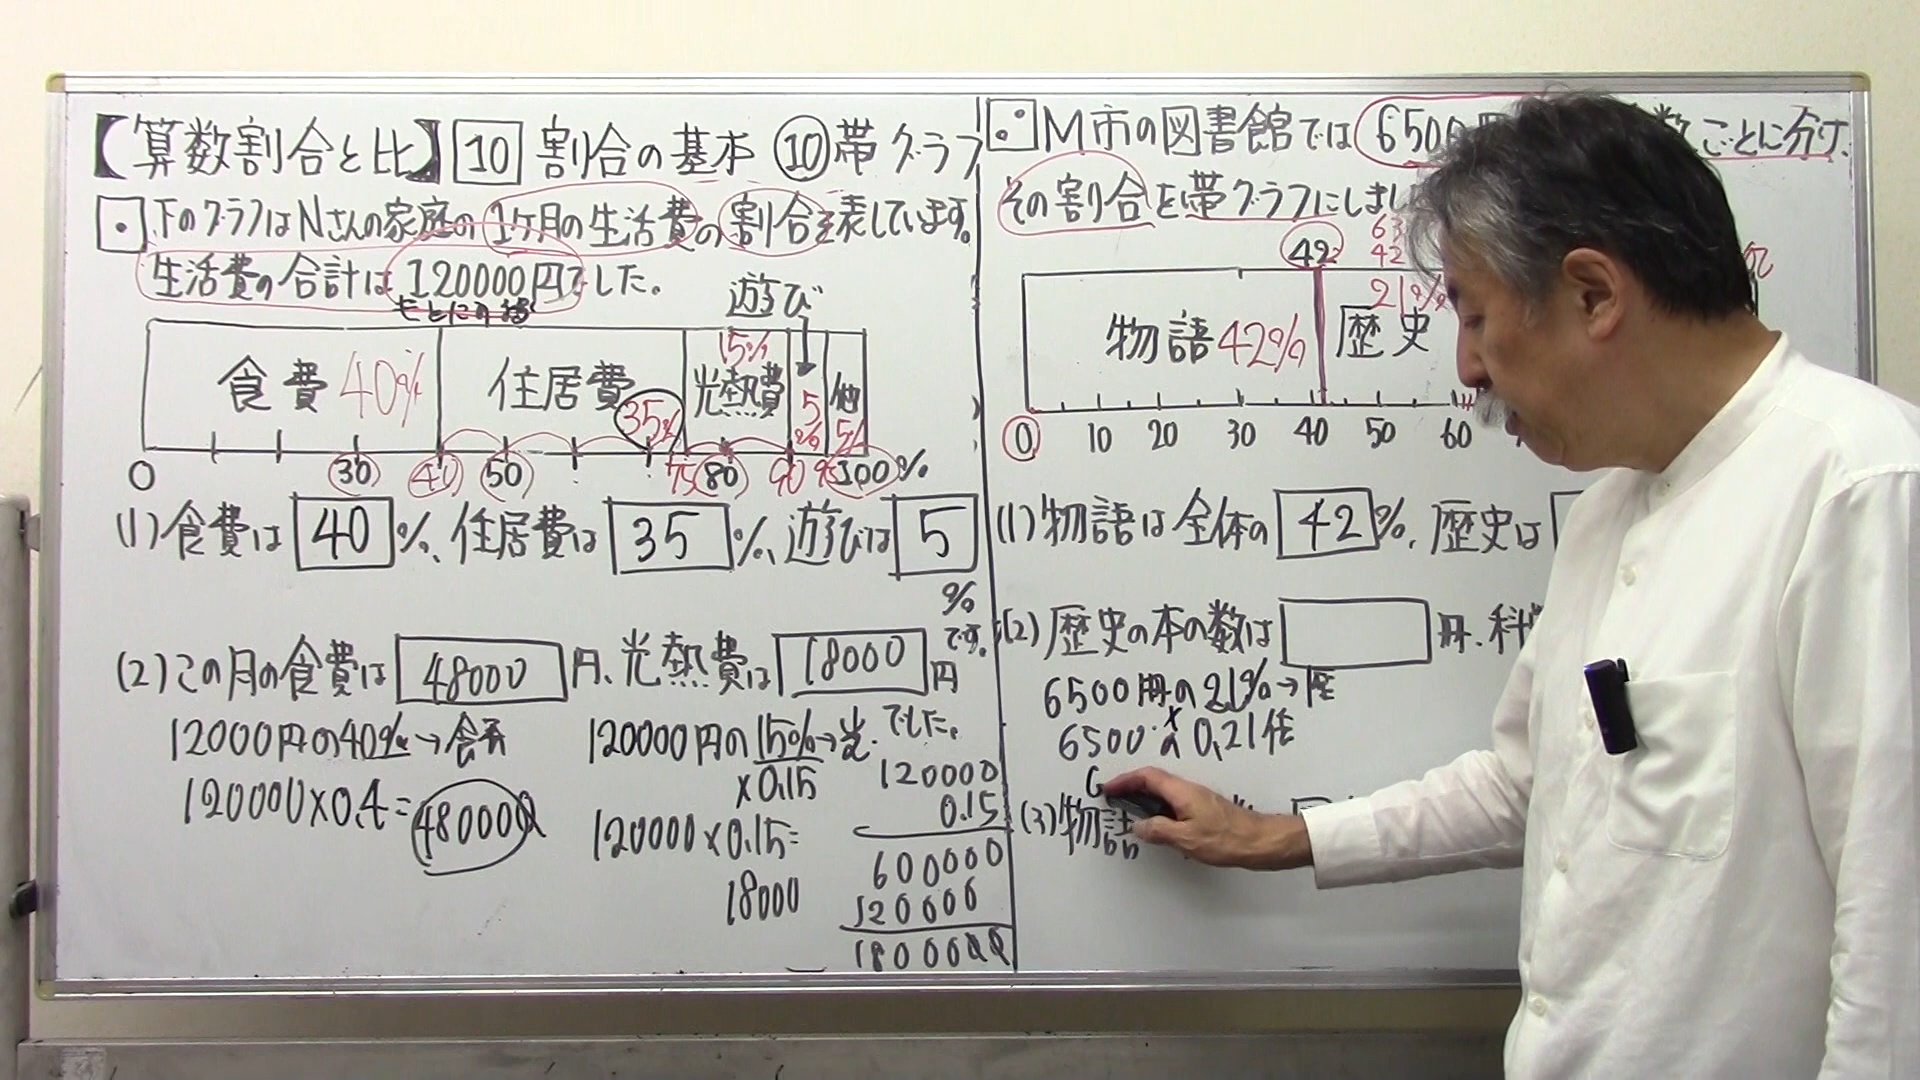 【算数割合と比】 10 割合の基本 ⑩帯グラフ
下のグラフはNさんの家庭の1ヶ月の生活費の割合を表しています。
生活費の合計は120000円でした。
遊び
食費 40% 住居費 35% 光熱費 15% 5% 他 5%
0 30 40 50 75 80 90 95 100%
(1)食費は 40 %、住居費は 35 %、遊びは 5
%
です。
(2)この月の食費は 48000 円、光熱費は 18000 円
でした。
12000円の40%→食
120000×0.4=480000
120000円の15%→光
×0.15
120000×0.15=
18000
120000
0.15
600000
120000
1800000
M市の図書館では650 ごとに分け、
その割合を帯グラフにしまし
42
63
42
21%
物語 42% 歴史
0 10 20 30 40 50 60
(1)物語は全体の 42 %、歴史は
(2)歴史の本の数は 冊、科
6500冊の21%→歴
6500の 0.21倍
×
(3)物語